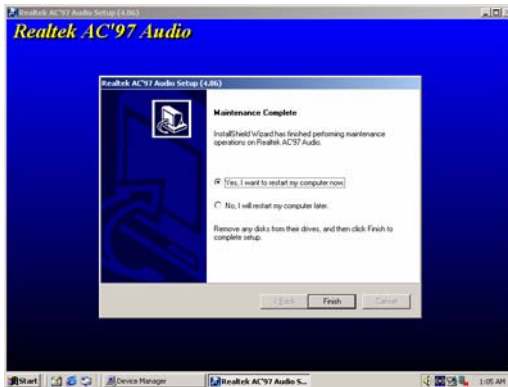 Realtek AC'97 Audio Setup (4.06)
Realtek AC'97 Audio
Realtek AC'97 Audio Setup (4.06)
Maintenance Complete
InstallShield Wizard has finished performing maintenance
operations on Realtek AC'97 Audio.
Yes, I want to restart my computer now.
No, I will restart my computer later.
Remove any disks from their drives, and then click Finish to
complete setup.
< Back Finish Cancel
Start Device Manager Realtek AC'97 Audio S... 1:05 AM